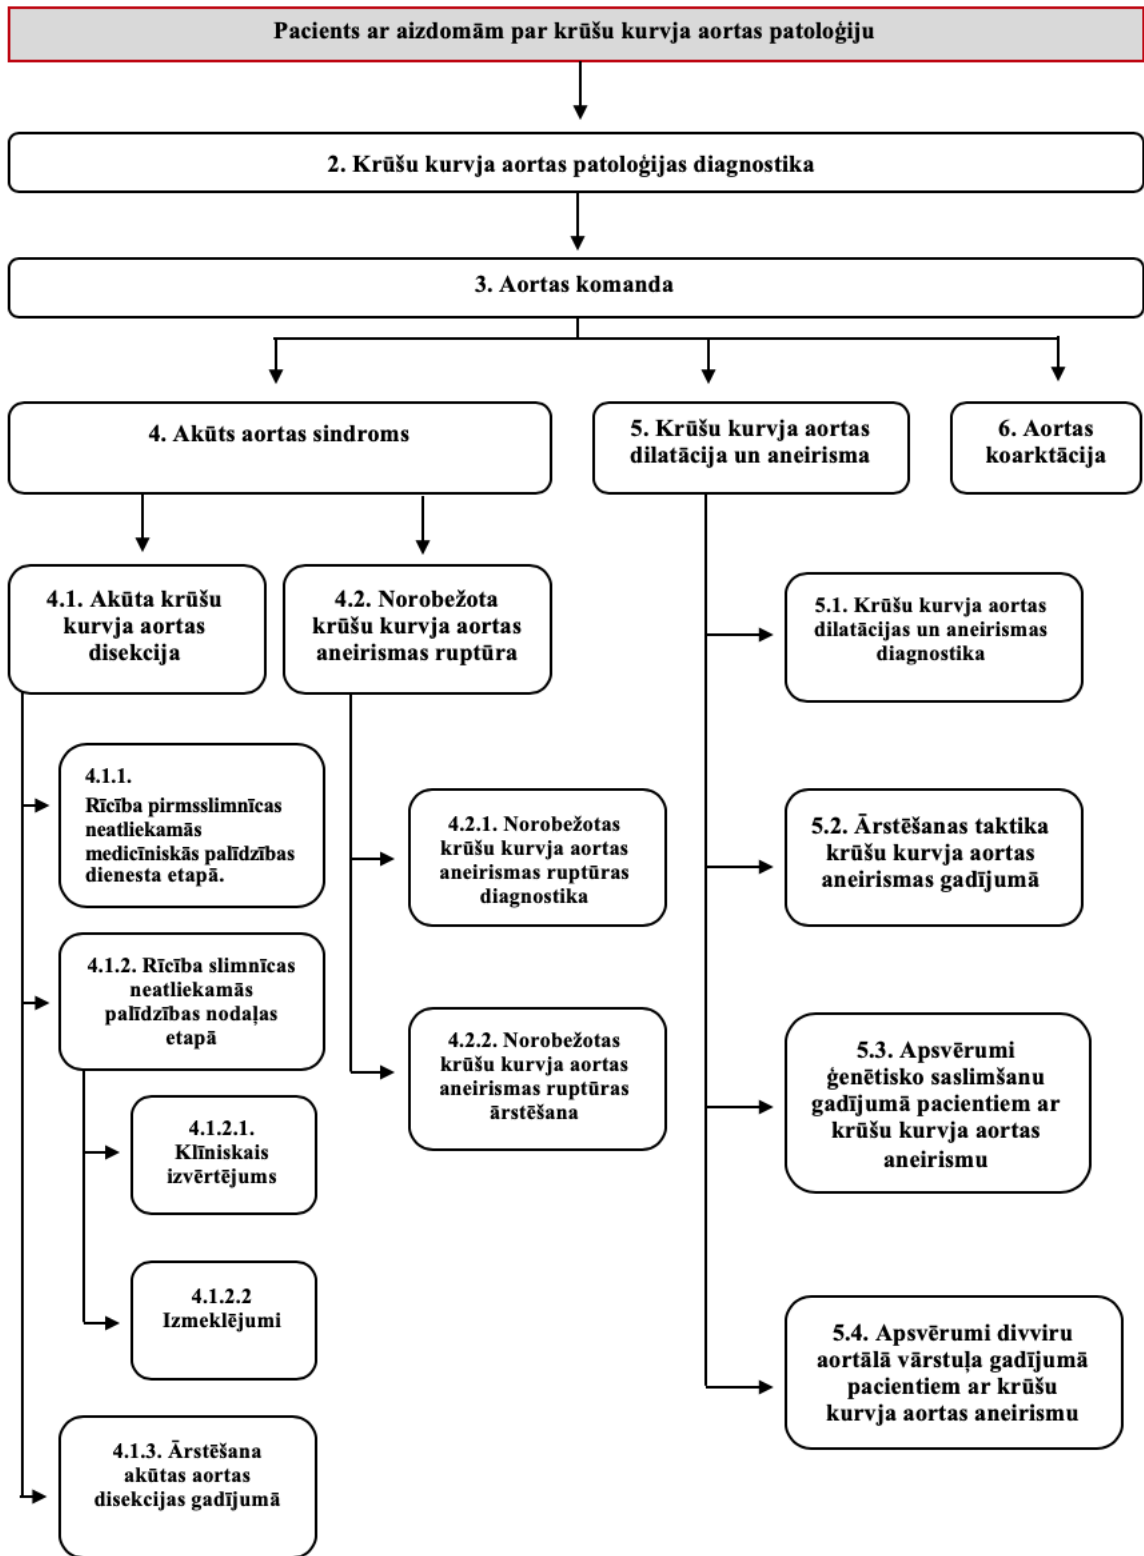 Pacients ar aizdomām par krūšu kurvja aortas patoloģiju
2. Krūšu kurvja aortas patoloģijas diagnostika
3. Aortas komanda
4. Akūts aortas sindroms
5. Krūšu kurvja aortas
dilatācija un aneirisma
6. Aortas
koarktācija
4.1. Akūta krūšu
kurvja aortas
disekcija
4.2. Norobežota
krūšu kurvja aortas
aneirismas ruptūra
4.1.1.
Rīcība pirmsslimnīcas
neatliekamās
medicīniskās palīdzības
dienesta etapā.
4.1.2. Rīcība slimnīcas
neatliekamās
palīdzības nodaļas
etapā
4.1.2.1.
Klīniskais
izvērtējums
4.1.2.2
Izmeklējumi
4.1.3. Ārstēšana
akūtas aortas
disekcijas gadījumā
4.2.1. Norobežotas
krūšu kurvja aortas
aneirismas ruptūras
diagnostika
4.2.2. Norobežotas
krūšu kurvja aortas
aneirismas ruptūras
ārstēšana
5.1. Krūšu kurvja aortas
dilatācijas un aneirismas
diagnostika
5.2. Ārstēšanas taktika
krūšu kurvja aortas
aneirismas gadījumā
5.3. Apsvērumi
ģenētisko saslimšanu
gadījumā pacientiem ar
krūšu kurvja aortas
aneirismu
5.4. Apsvērumi divviru
aortālā vārstuļa gadījumā
pacientiem ar krūšu
kurvja aortas aneirismu